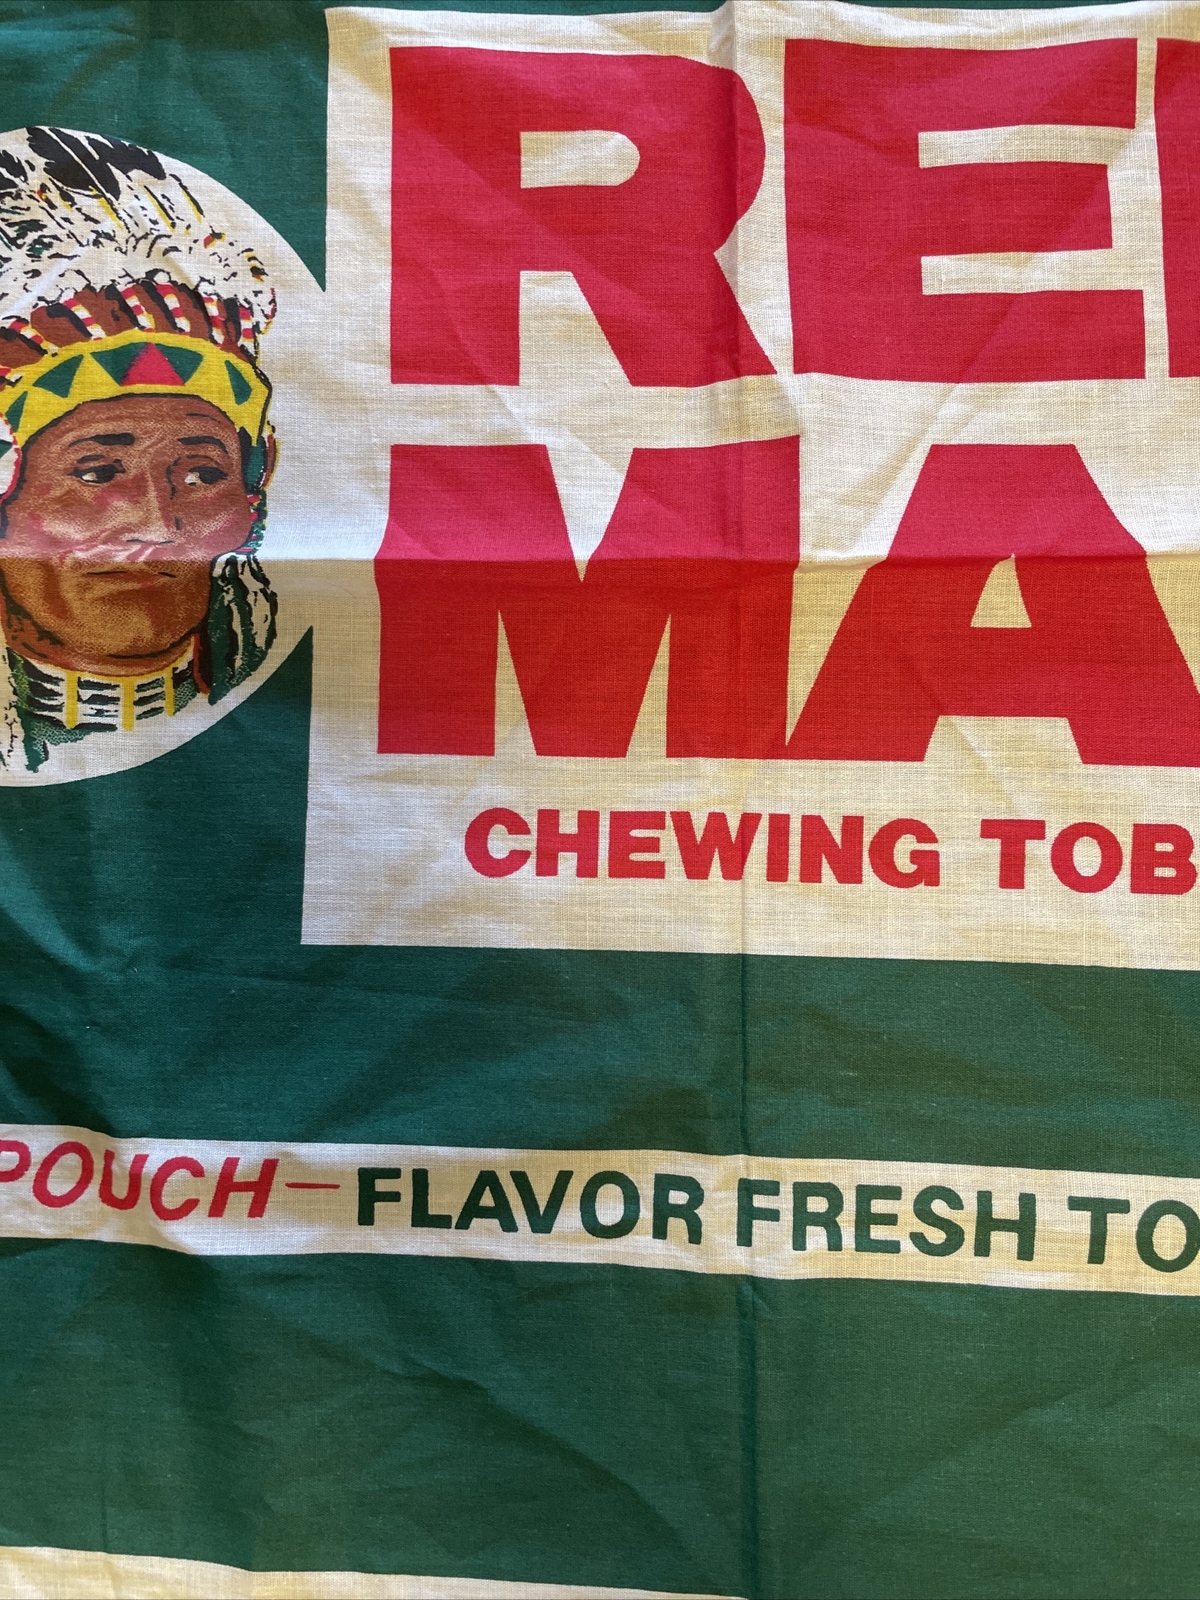 RE
MA
CHEWING TOB
POUCH—FLAVOR FRESH TO